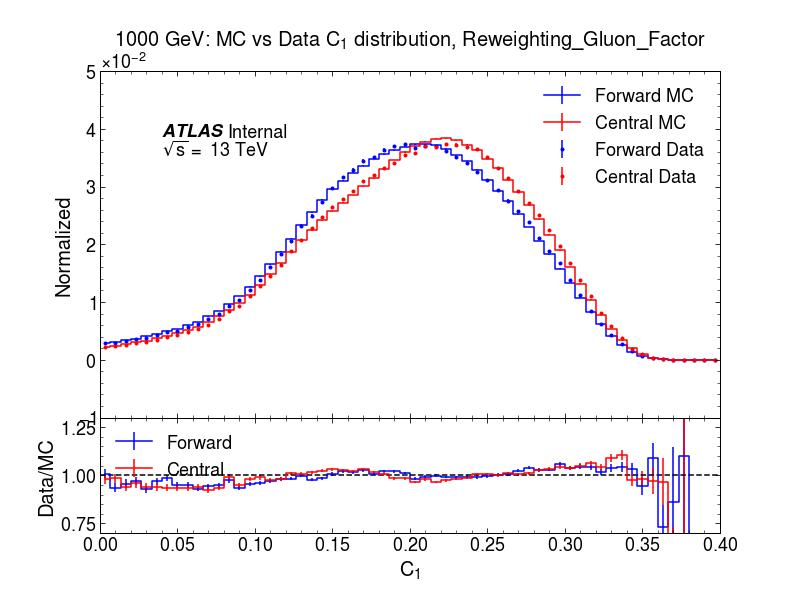 1000 GeV: MC vs Data C₁ distribution, Reweighting_Gluon_Factor
×10⁻²
5
4
3
2
1
0
−1
Normalized
ATLAS Internal
√s = 13 TeV
Forward MC
Central MC
Forward Data
Central Data
1.25
1.00
0.75
Data/MC
Forward
Central
0.00 0.05 0.10 0.15 0.20 0.25 0.30 0.35 0.40
C₁